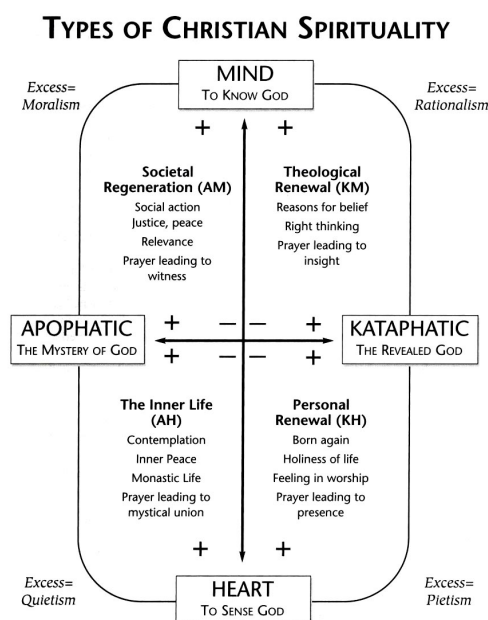 TYPES OF CHRISTIAN SPIRITUALITY
MIND
TO KNOW GOD
Excess=
Moralism
Excess=
Rationalism
+ +
Societal
Regeneration (AM)
Social action
Justice, peace
Relevance
Prayer leading to
witness
Theological
Renewal (KM)
Reasons for belief
Right thinking
Prayer leading to
insight
APOPHATIC
THE MYSTERY OF GOD
+ — — +
+ — — +
KATAPHATIC
THE REVEALED GOD
The Inner Life
(AH)
Contemplation
Inner Peace
Monastic Life
Prayer leading to
mystical union
Personal
Renewal (KH)
Born again
Holiness of life
Feeling in worship
Prayer leading to
presence
+ +
Excess=
Quietism
HEART
TO SENSE GOD
Excess=
Pietism